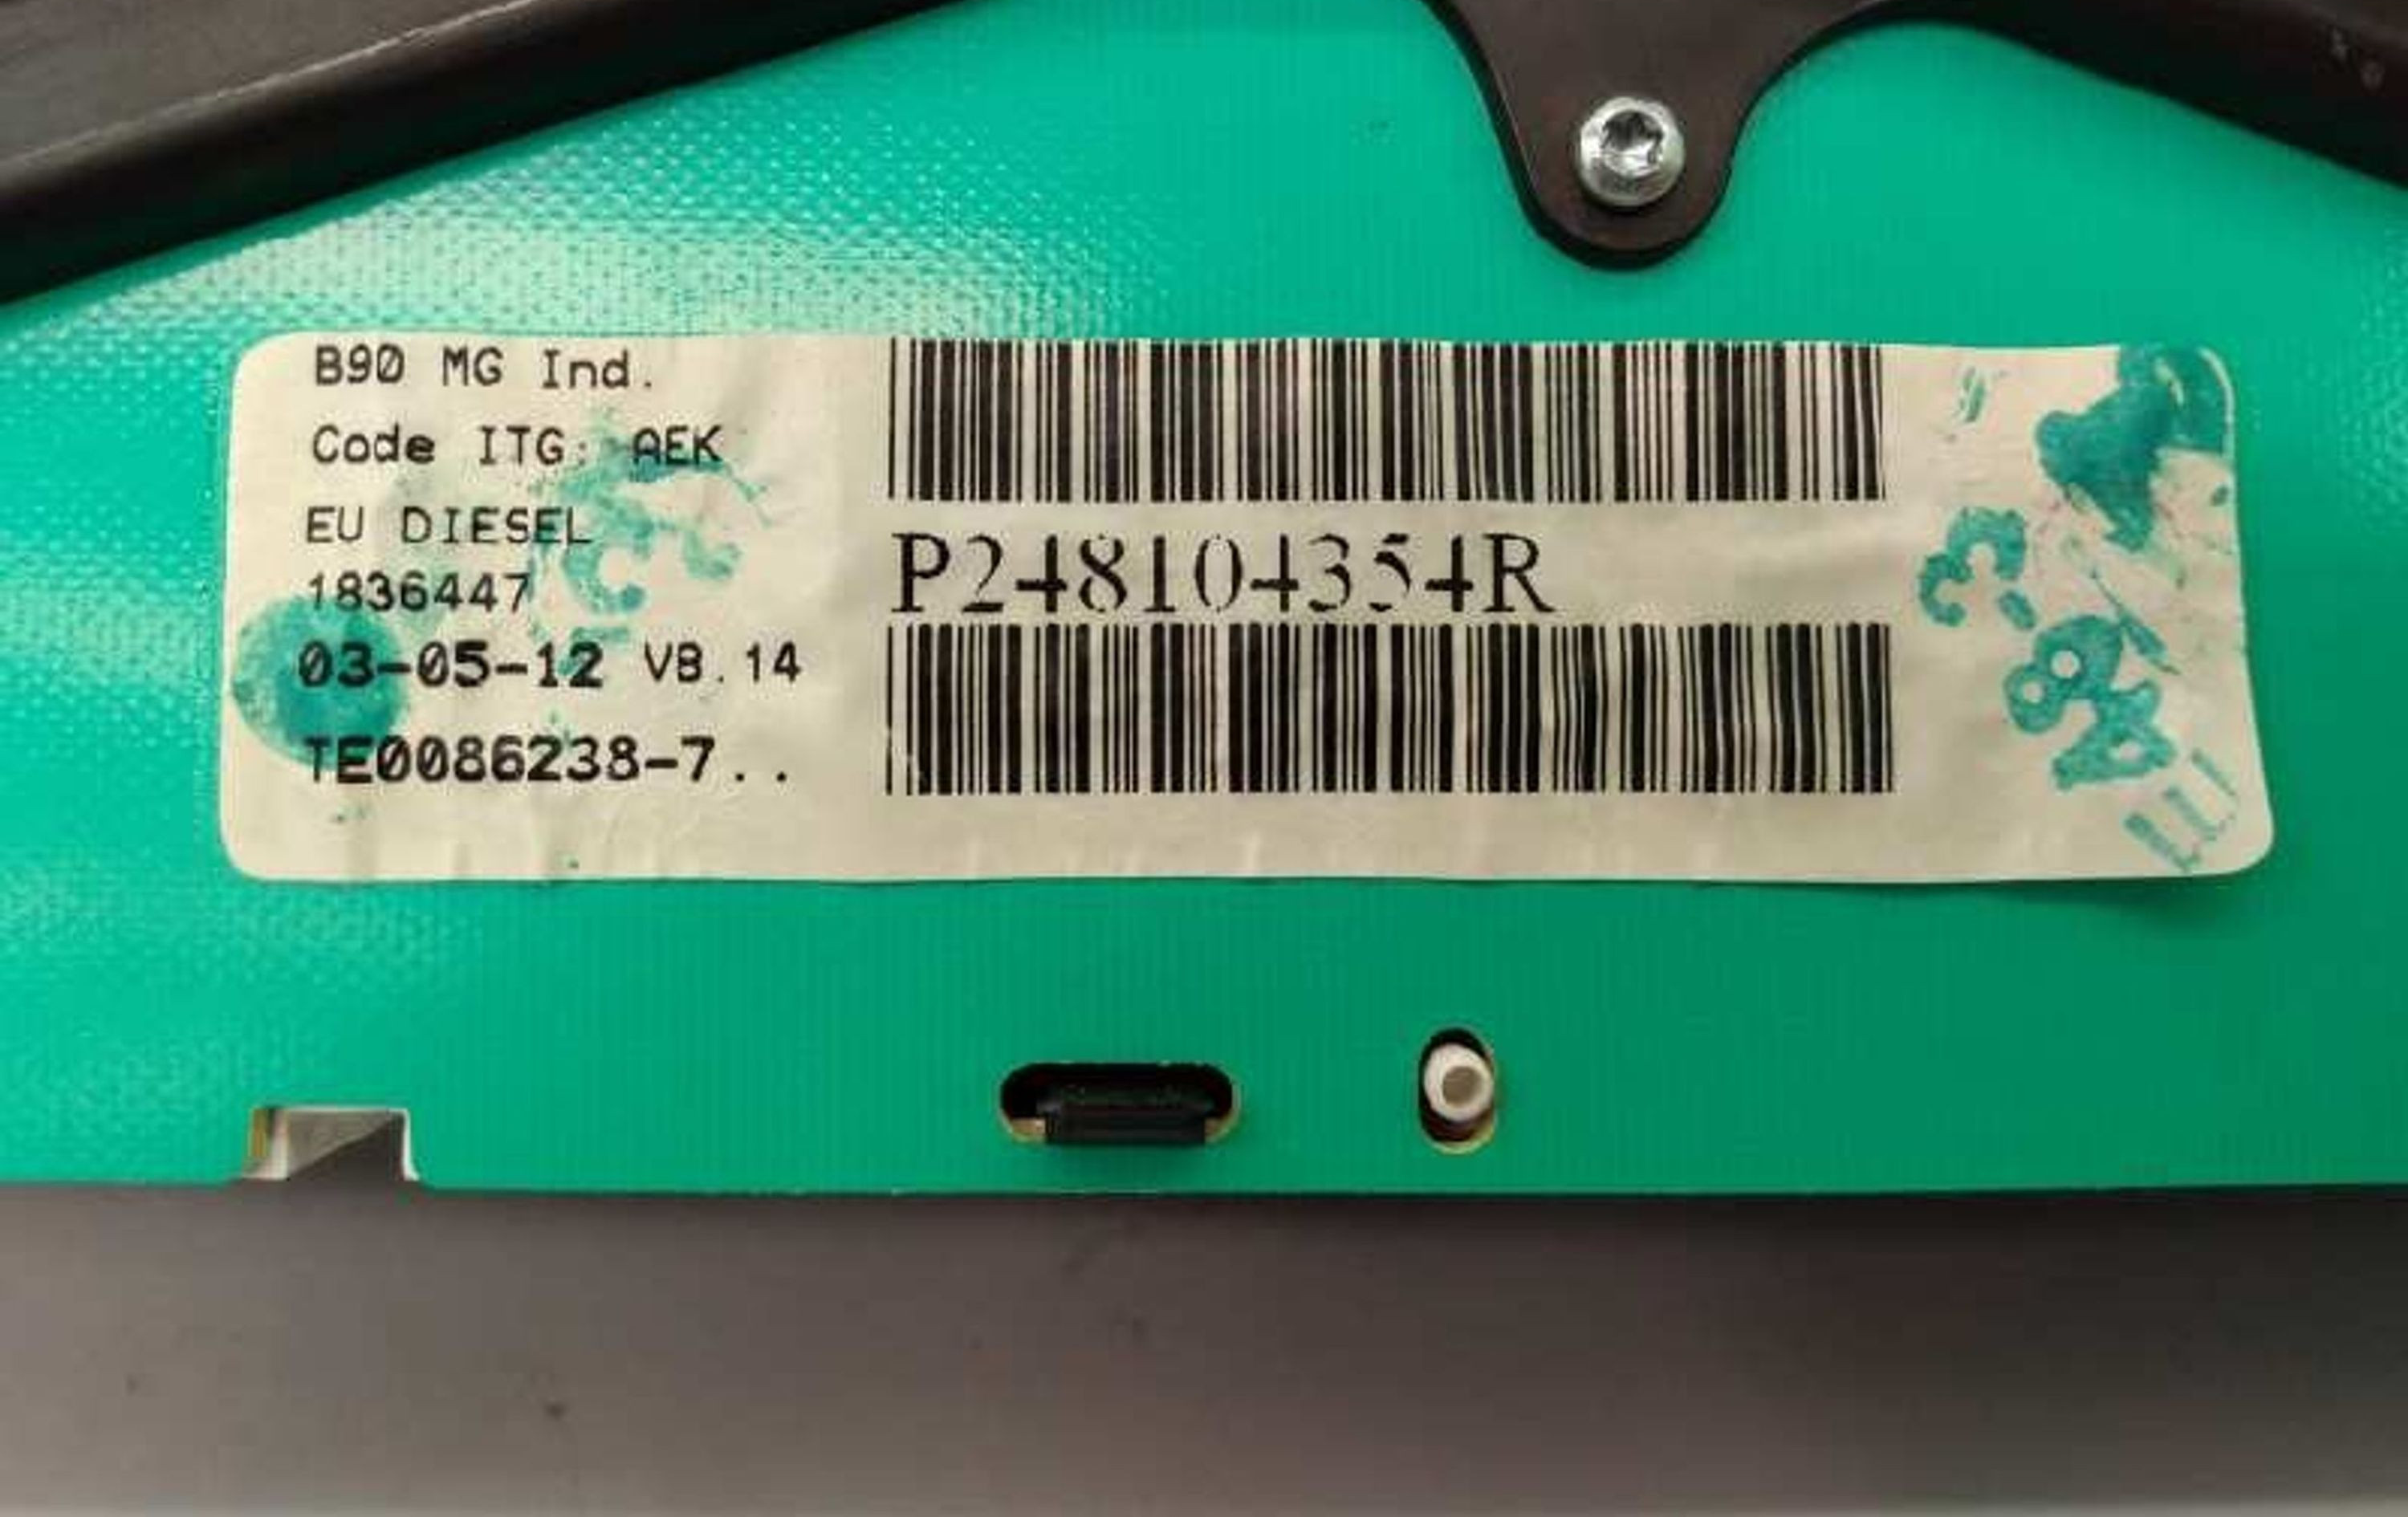 B90 MG Ind.
Code ITG: AEK
EU DIESEL
1836447
03-05-12 V8.14
TE0086238-7..
P248104354R